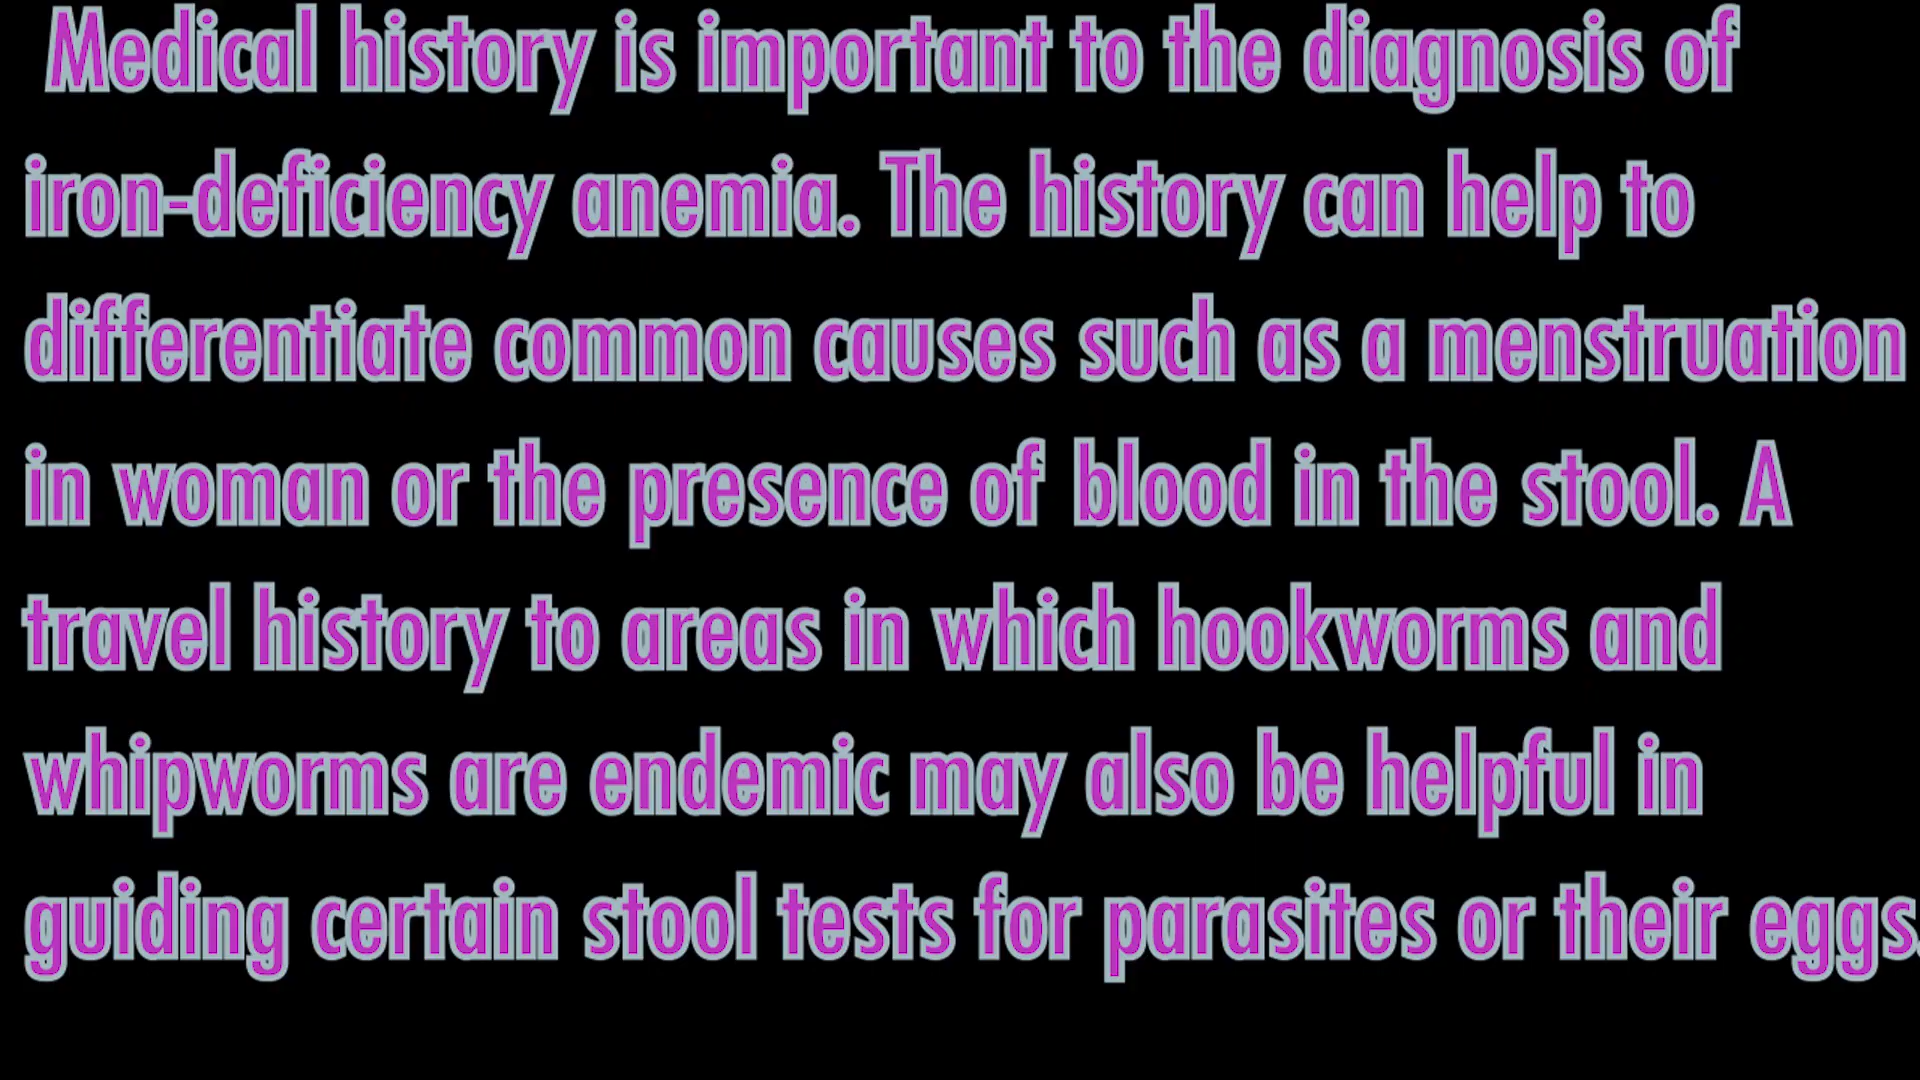 Medical history is important to the diagnosis of
iron-deficiency anemia. The history can help to
differentiate common causes such as a menstruation
in woman or the presence of blood in the stool. A
travel history to areas in which hookworms and
whipworms are endemic may also be helpful in
guiding certain stool tests for parasites or their eggs.